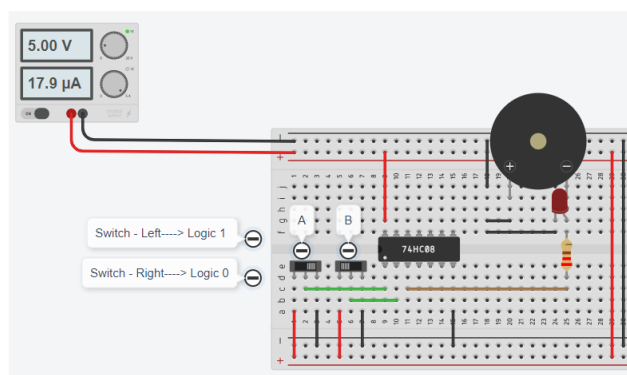 5.00 V
17.9 µA
A
B
Switch - Left----> Logic 1
Switch - Right----> Logic 0
74HC08
+
−
j
i
h
g
f
e
d
c
b
a
−
+
−
+